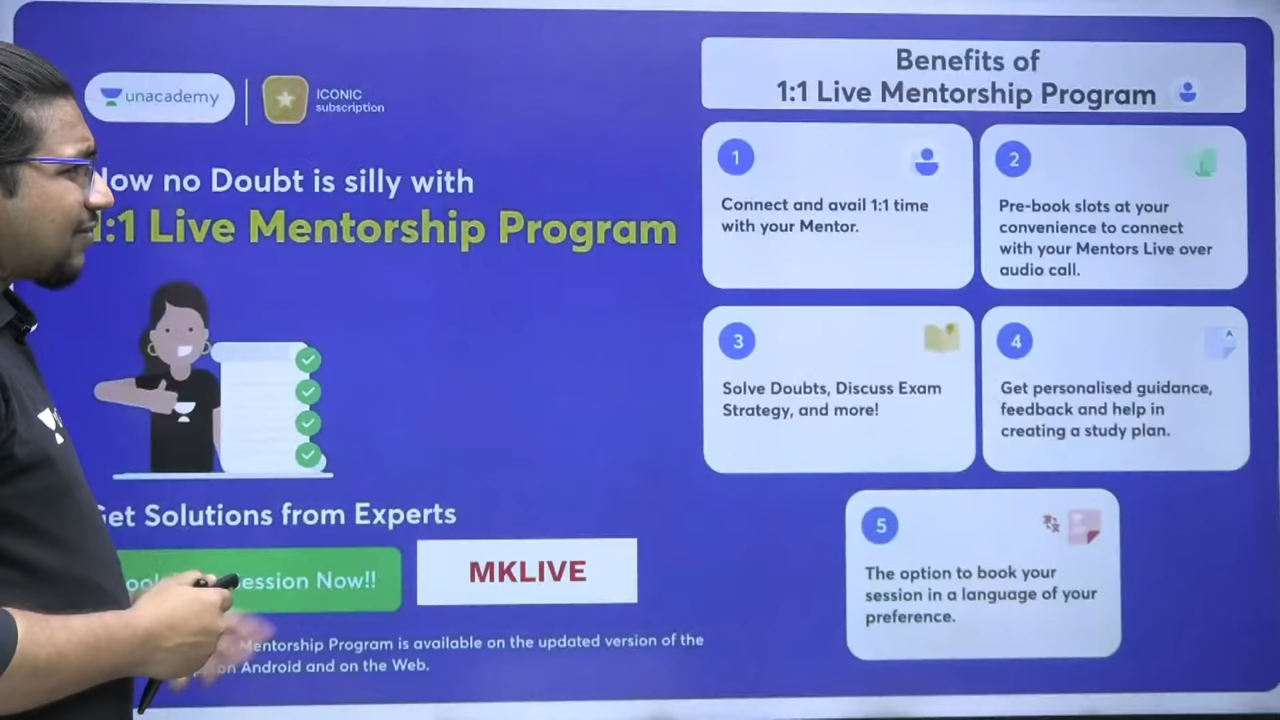 unacademy
ICONIC
subscription
Now no Doubt is silly with
1:1 Live Mentorship Program
Get Solutions from Experts
Session Now!!
MKLIVE
Mentorship Program is available on the updated version of the
on Android and on the Web.
Benefits of
1:1 Live Mentorship Program
1
Connect and avail 1:1 time
with your Mentor.
2
Pre-book slots at your
convenience to connect
with your Mentors Live over
audio call.
3
Solve Doubts, Discuss Exam
Strategy, and more!
4
Get personalised guidance,
feedback and help in
creating a study plan.
5
The option to book your
session in a language of your
preference.